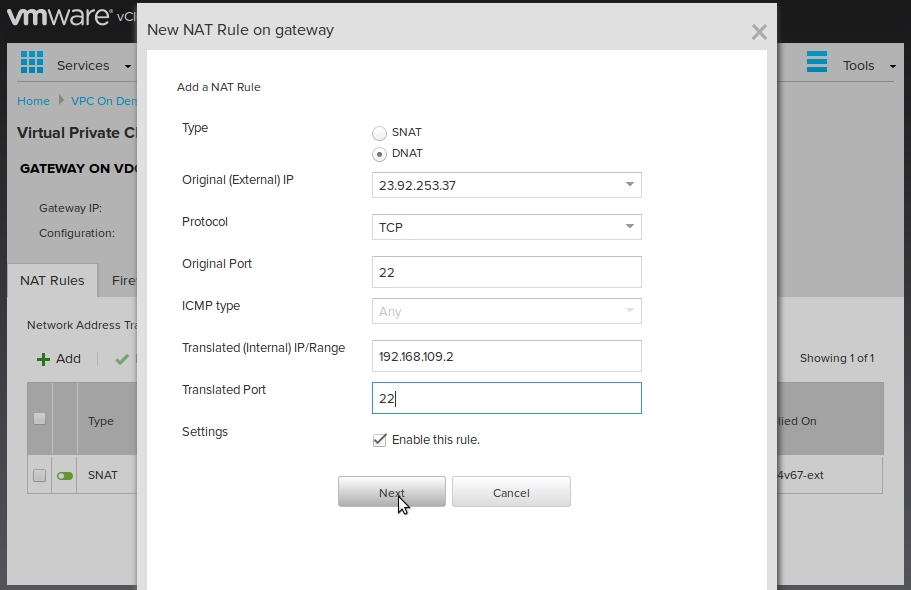 vmware® vCl
New NAT Rule on gateway
Services
Tools
Home
VPC On Den
Virtual Private Cl
GATEWAY ON VDC
Gateway IP:
Configuration:
NAT Rules
Fire
Network Address Tra
Add
Showing 1 of 1
Type
lied On
SNAT
4v67-ext
Add a NAT Rule
Type
SNAT
DNAT
Original (External) IP
23.92.253.37
Protocol
TCP
Original Port
22
ICMP type
Any
Translated (Internal) IP/Range
192.168.109.2
Translated Port
22
Settings
Enable this rule.
Next
Cancel